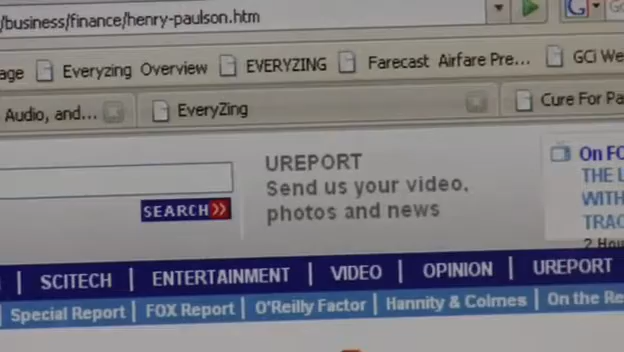 /business/finance/henry-paulson.htm
age Everyzing Overview EVERYZING Farecast Airfare Pre... GCi We
Audio, and... EveryZing Cure For Pa
UREPORT
Send us your video,
photos and news
SEARCH
On FO
THE L
WITH
TRAC
2 Hou
SCITECH | ENTERTAINMENT | VIDEO | OPINION | UREPORT
Special Report | FOX Report | O'Reilly Factor | Hannity & Colmes | On the Re